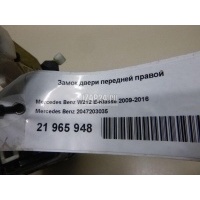 Замок двери передней правой
Mercedes Benz W212 E-Klasse 2009-2016
Mercedes Benz 2047203035
21 965 948